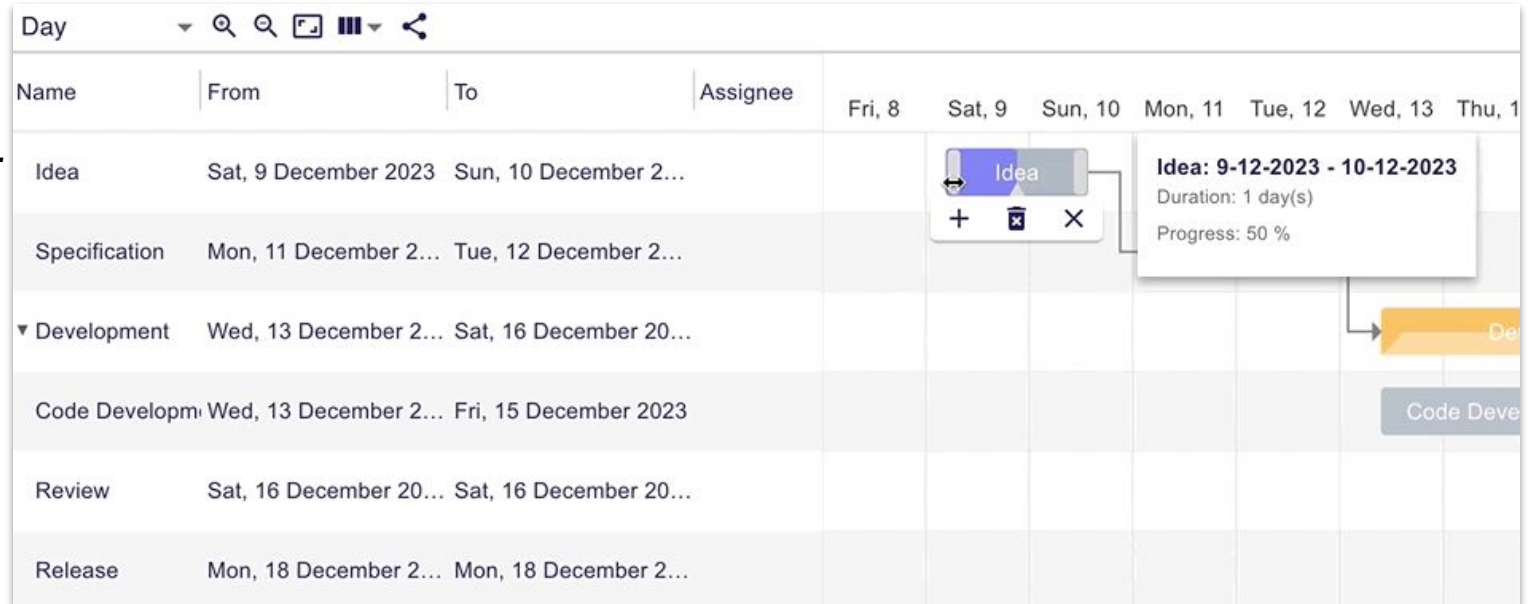 Day
Name From To Assignee
Fri, 8 Sat, 9 Sun, 10 Mon, 11 Tue, 12 Wed, 13 Thu, 1
Idea Sat, 9 December 2023 Sun, 10 December 2... Idea
Idea: 9-12-2023 - 10-12-2023
Duration: 1 day(s)
Progress: 50 %
Specification Mon, 11 December 2... Tue, 12 December 2...
Development Wed, 13 December 2... Sat, 16 December 20... De
Code Developm Wed, 13 December 2... Fri, 15 December 2023 Code Deve
Review Sat, 16 December 20... Sat, 16 December 20...
Release Mon, 18 December 2... Mon, 18 December 2...